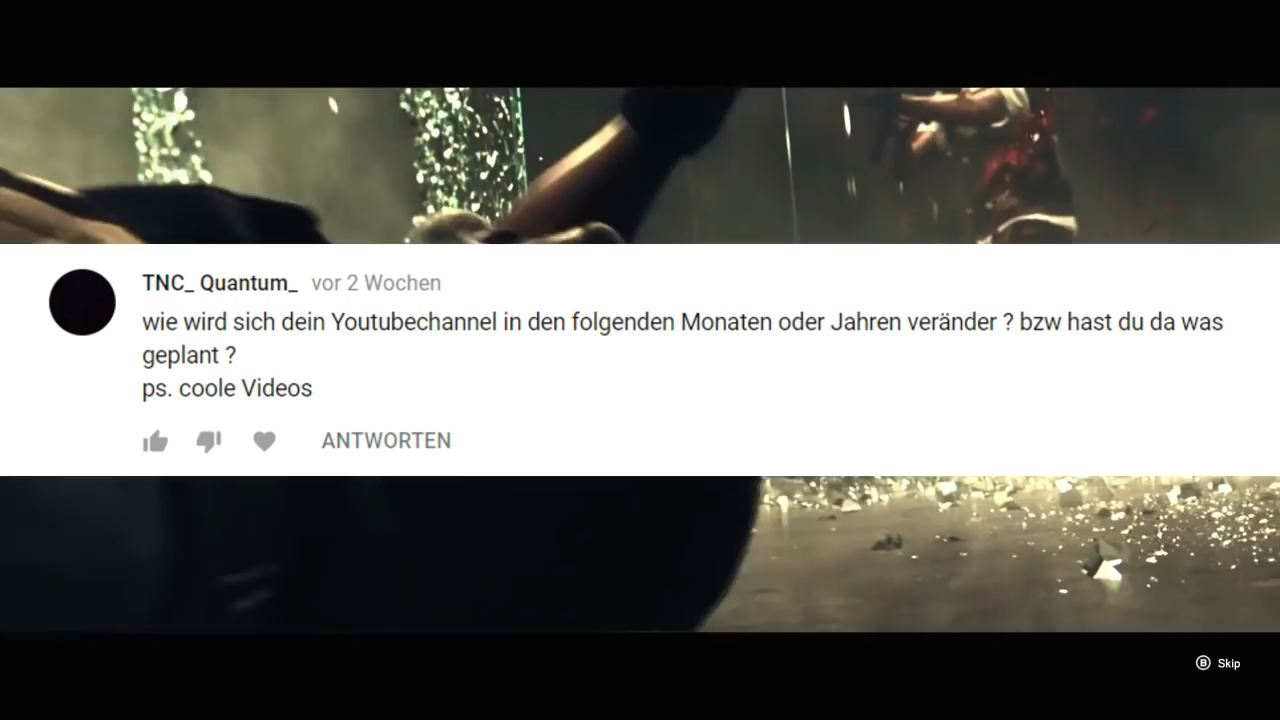 TNC_ Quantum_ vor 2 Wochen
wie wird sich dein Youtubechannel in den folgenden Monaten oder Jahren veränder ? bzw hast du da was
geplant ?
ps. coole Videos
ANTWORTEN
B Skip